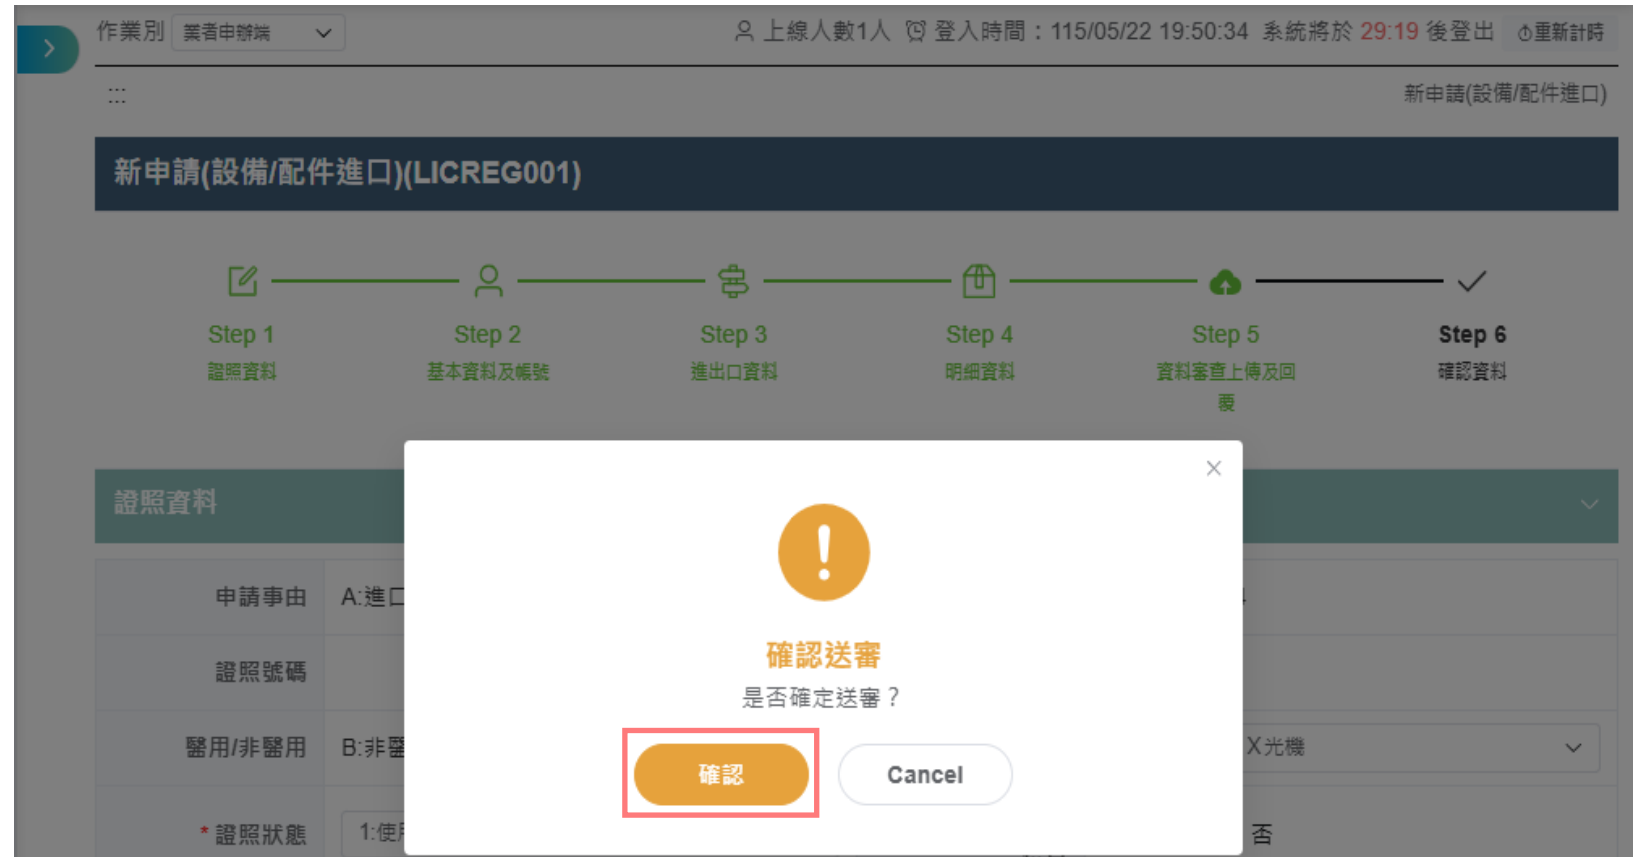 作業別 業者申辦端 上線人數1人 登入時間：115/05/22 19:50:34 系統將於 29:19 後登出 重新計時
:::
新申請(設備/配件進口)
新申請(設備/配件進口)(LICREG001)
Step 1 Step 2 Step 3 Step 4 Step 5 Step 6
證照資料 基本資料及帳號 進出口資料 明細資料 資料審查上傳及回覆 確認資料
證照資料
確認送審
是否確定送審？
確認 Cancel
申請事由 A:進口
證照號碼
醫用/非醫用 B:非醫 X光機
*證照狀態 1:使用 否